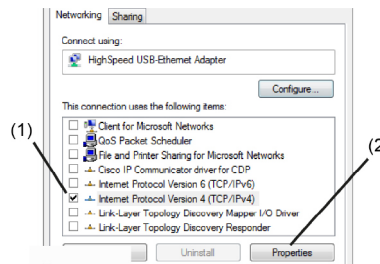 Networking Sharing
Connect using:
HighSpeed USB-Ethernet Adapter
Configure...
This connection uses the following items:
(1)
Client for Microsoft Networks
QoS Packet Scheduler
File and Printer Sharing for Microsoft Networks
(2
Cisco IP Communicator driver for CDP
Internet Protocol Version 6 (TCP/IPv6)
Internet Protocol Version 4 (TCP/IPv4)
Link-Layer Topology Discovery Mapper I/O Driver
Link-Layer Topology Discovery Responder
Uninstall Properties